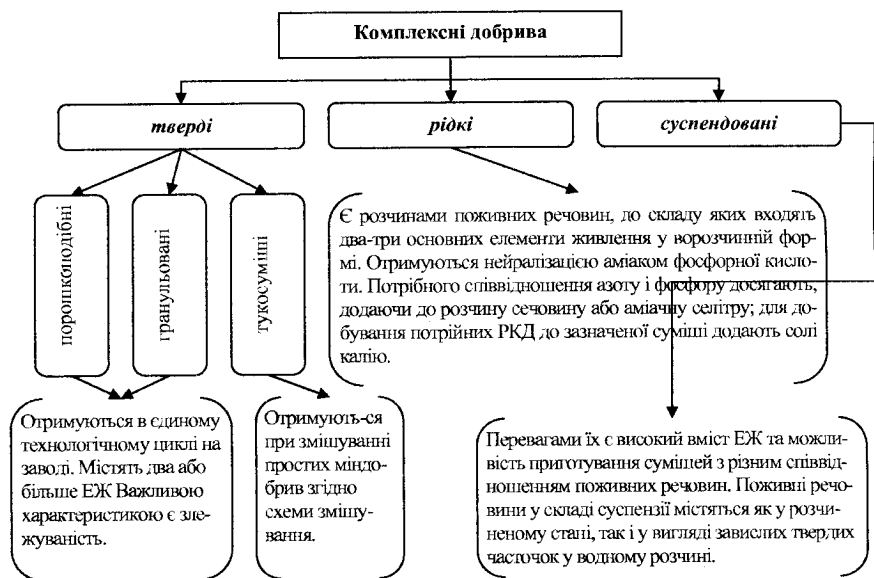 Комплексні добрива
тверді
рідкі
суспендовані
порошкоподібні
гранульовані
тукосуміші
Є розчинами поживних речовин, до складу яких входять
два-три основних елементи живлення у ворозчинній фор-
мі. Отримуються нейралізацією аміаком фосфорної кисло-
ти. Потрібного співвідношення азоту і фосфору досягають,
додаючи до розчину сечовину або аміачну селітру; для до-
бування потрійних РКД до зазначеної суміші додають солі
калію.
Отримуються в єдиному
технологічному циклі на
заводі. Містять два або
більше ЕЖ Важливою
характеристикою є зле-
жуваність.
Отримують-ся
при змішуванні
простих міндо-
брив згідно
схеми змішу-
вання.
Перевагами їх є високий вміст ЕЖ та можли-
вість приготування сумішей з різним співвід-
ношенням поживних речовин. Поживні речо-
вини у складі суспензії містяться як у розчи-
неному стані, так і у вигляді завислих твердих
часточок у водному розчині.